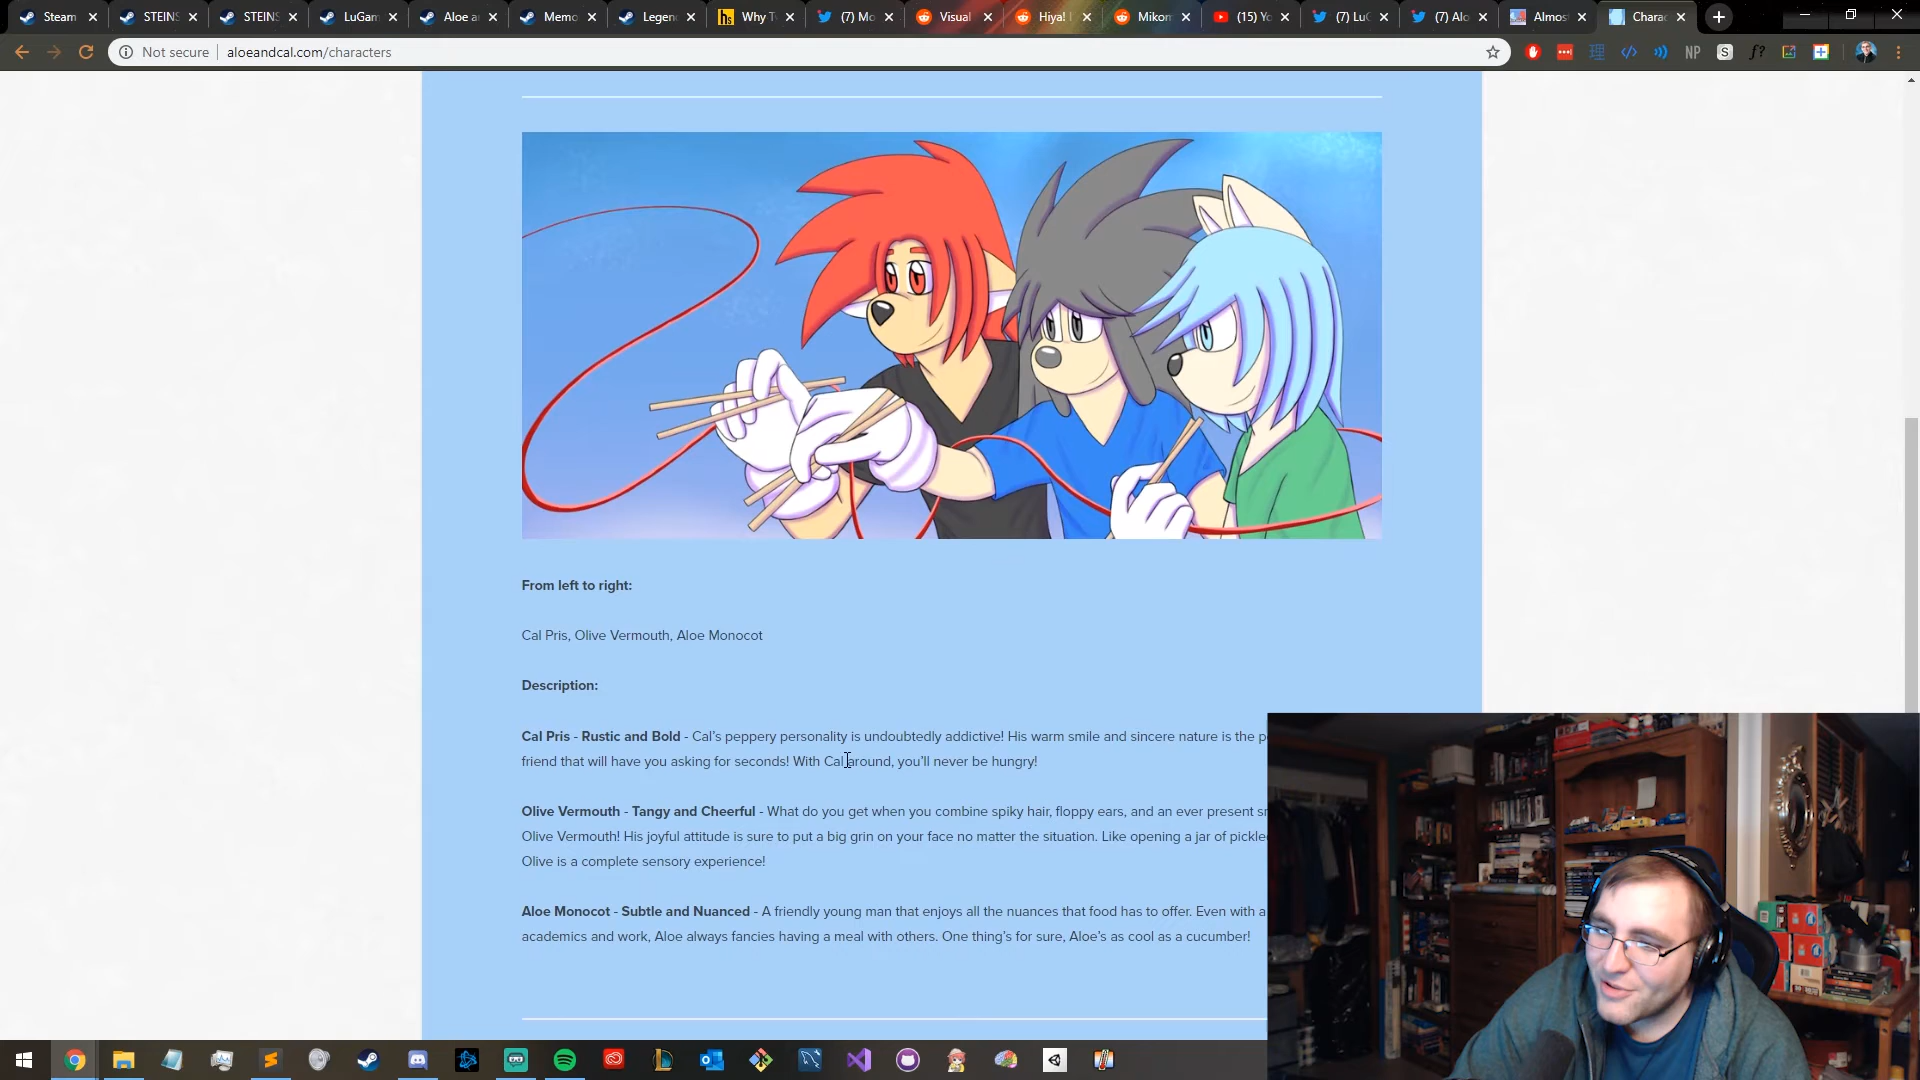 Steam
STEINS
STEINS
LuGam
Aloe a
Memo
Legen
Why T
(7) Mo
Visual
Hiya! I
Mikom
(15) Yo
(7) LuG
(7) Alo
Almos
Charac
Not secure
aloeandcal.com/characters
NP
S
f?
From left to right:
Cal Pris, Olive Vermouth, Aloe Monocot
Description:
Cal Pris - Rustic and Bold - Cal's peppery personality is undoubtedly addictive! His warm smile and sincere nature is the
friend that will have you asking for seconds! With Cal around, you'll never be hungry!
Olive Vermouth - Tangy and Cheerful - What do you get when you combine spiky hair, floppy ears, and an ever present
Olive Vermouth! His joyful attitude is sure to put a big grin on your face no matter the situation. Like opening a jar of pickle
Olive is a complete sensory experience!
Aloe Monocot - Subtle and Nuanced - A friendly young man that enjoys all the nuances that food has to offer. Even with a
academics and work, Aloe always fancies having a meal with others. One thing's for sure, Aloe's as cool as a cucumber!